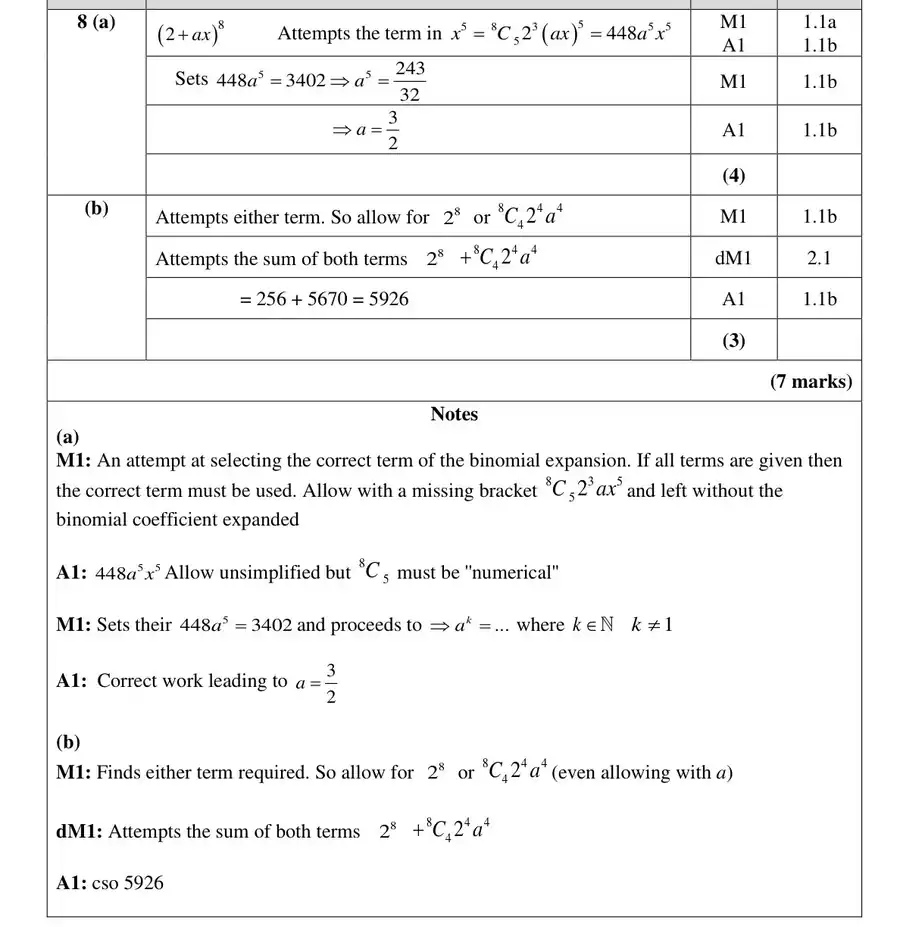 8 (a) (2+ax)⁸ Attempts the term in x⁵ = ⁸C₅2³(ax)⁵ = 448a⁵x⁵ M1 1.1a
A1 1.1b
Sets 448a⁵ = 3402 ⇒ a⁵ = 243/32 M1 1.1b
⇒ a = 3/2 A1 1.1b
(4)
(b) Attempts either term. So allow for 2⁸ or ⁸C₄2⁴a⁴ M1 1.1b
Attempts the sum of both terms 2⁸ +⁸C₄2⁴a⁴ dM1 2.1
= 256 + 5670 = 5926 A1 1.1b
(3)
(7 marks)
Notes
(a)
M1: An attempt at selecting the correct term of the binomial expansion. If all terms are given then
the correct term must be used. Allow with a missing bracket ⁸C₅2³ax⁵ and left without the
binomial coefficient expanded
A1: 448a⁵x⁵ Allow unsimplified but ⁸C₅ must be "numerical"
M1: Sets their 448a⁵ = 3402 and proceeds to ⇒ aᵏ = ... where k ∈ ℕ k ≠ 1
A1: Correct work leading to a = 3/2
(b)
M1: Finds either term required. So allow for 2⁸ or ⁸C₄2⁴a⁴ (even allowing with a)
dM1: Attempts the sum of both terms 2⁸ +⁸C₄2⁴a⁴
A1: cso 5926